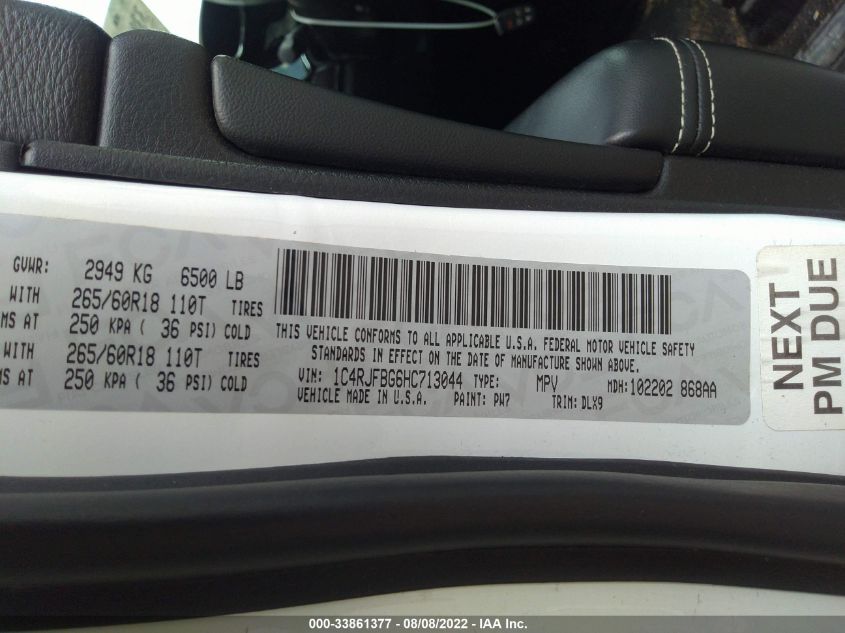 GVWR: 2949 KG 6500 LB
WITH 265/60R18 110T TIRES
MS AT 250 KPA ( 36 PSI) COLD
WITH 265/60R18 110T TIRES
MS AT 250 KPA ( 36 PSI) COLD
THIS VEHICLE CONFORMS TO ALL APPLICABLE U.S.A. FEDERAL MOTOR VEHICLE SAFETY
STANDARDS IN EFFECT ON THE DATE OF MANUFACTURE SHOWN ABOVE.
VIN: 1C4RJFBG6HC713044 TYPE: MPV MDH:102202 868AA
VEHICLE MADE IN U.S.A. PAINT: PW7 TRIM: DLX9
NEXT
PM DUE
000-33861377 - 08/08/2022 - IAA Inc.